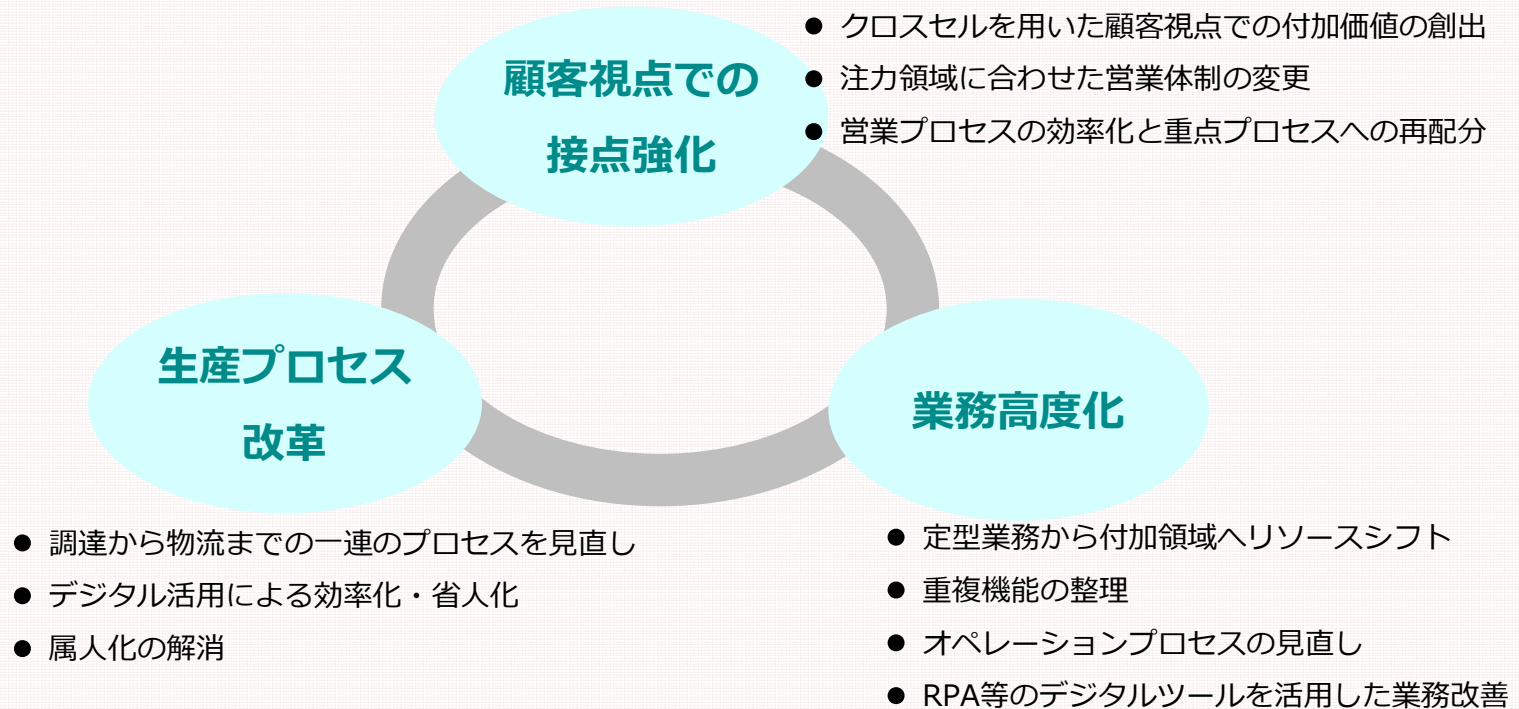 顧客視点での
接点強化
● クロスセルを用いた顧客視点での付加価値の創出
● 注力領域に合わせた営業体制の変更
● 営業プロセスの効率化と重点プロセスへの再配分
生産プロセス
改革
● 調達から物流までの一連のプロセスを見直し
● デジタル活用による効率化・省人化
● 属人化の解消
業務高度化
● 定型業務から付加領域へリソースシフト
● 重複機能の整理
● オペレーションプロセスの見直し
● RPA等のデジタルツールを活用した業務改善